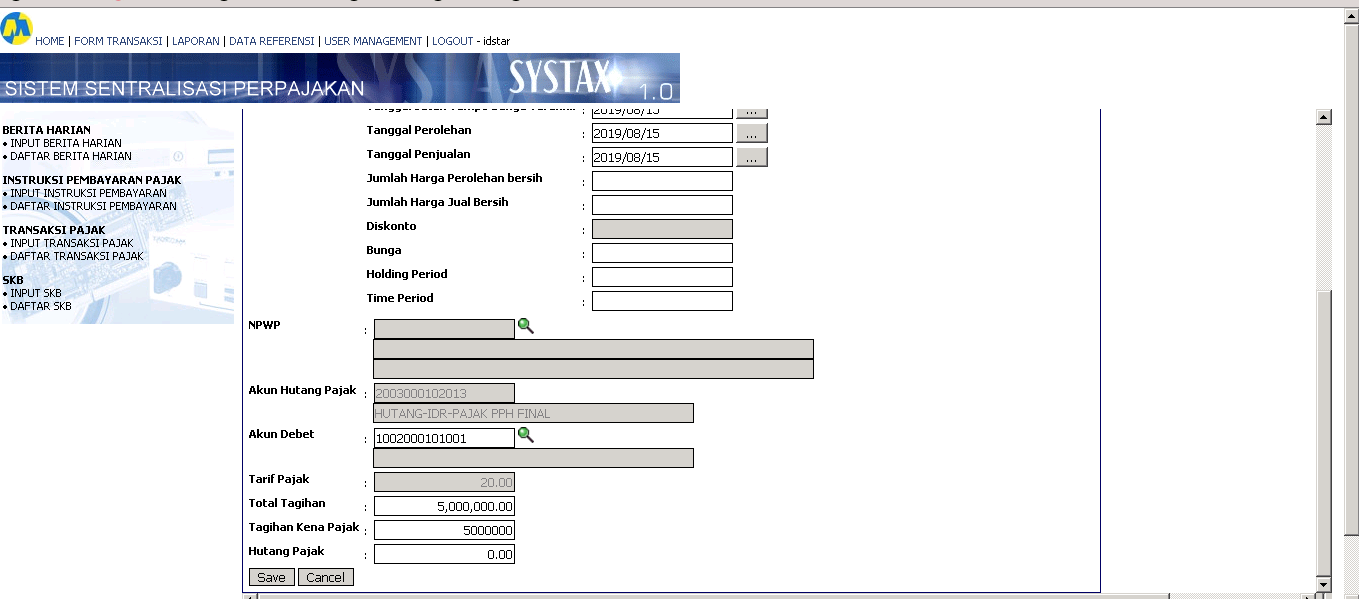 HOME | FORM TRANSAKSI | LAPORAN | DATA REFERENSI | USER MANAGEMENT | LOGOUT - idstar
SISTEM SENTRALISASI PERPAJAKAN SYSTAX 1.0
BERITA HARIAN
• INPUT BERITA HARIAN
• DAFTAR BERITA HARIAN
INSTRUKSI PEMBAYARAN PAJAK
• INPUT INSTRUKSI PEMBAYARAN
• DAFTAR INSTRUKSI PEMBAYARAN
TRANSAKSI PAJAK
• INPUT TRANSAKSI PAJAK
• DAFTAR TRANSAKSI PAJAK
SKB
• INPUT SKB
• DAFTAR SKB
: 2019/08/15 ...
Tanggal Perolehan : 2019/08/15 ...
Tanggal Penjualan : 2019/08/15 ...
Jumlah Harga Perolehan bersih :
Jumlah Harga Jual Bersih :
Diskonto :
Bunga :
Holding Period :
Time Period :
NPWP :
Akun Hutang Pajak : 2003000102013
HUTANG-IDR-PAJAK PPH FINAL
Akun Debet : 1002000101001
Tarif Pajak : 20.00
Total Tagihan : 5,000,000.00
Tagihan Kena Pajak : 5000000
Hutang Pajak : 0.00
Save Cancel